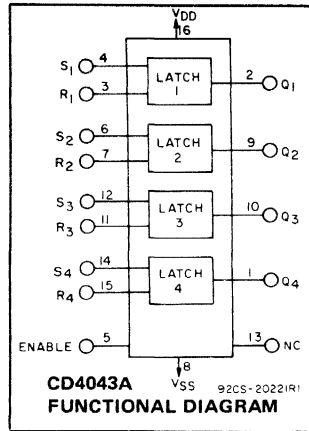 VDD
16
S1 4
R1 3
LATCH
1
2 Q1
S2 6
R2 7
LATCH
2
9 Q2
S3 12
R3 11
LATCH
3
10 Q3
S4 14
R4 15
LATCH
4
1 Q4
ENABLE 5
13 NC
8
VSS
CD4043A 92CS-20221R1
FUNCTIONAL DIAGRAM